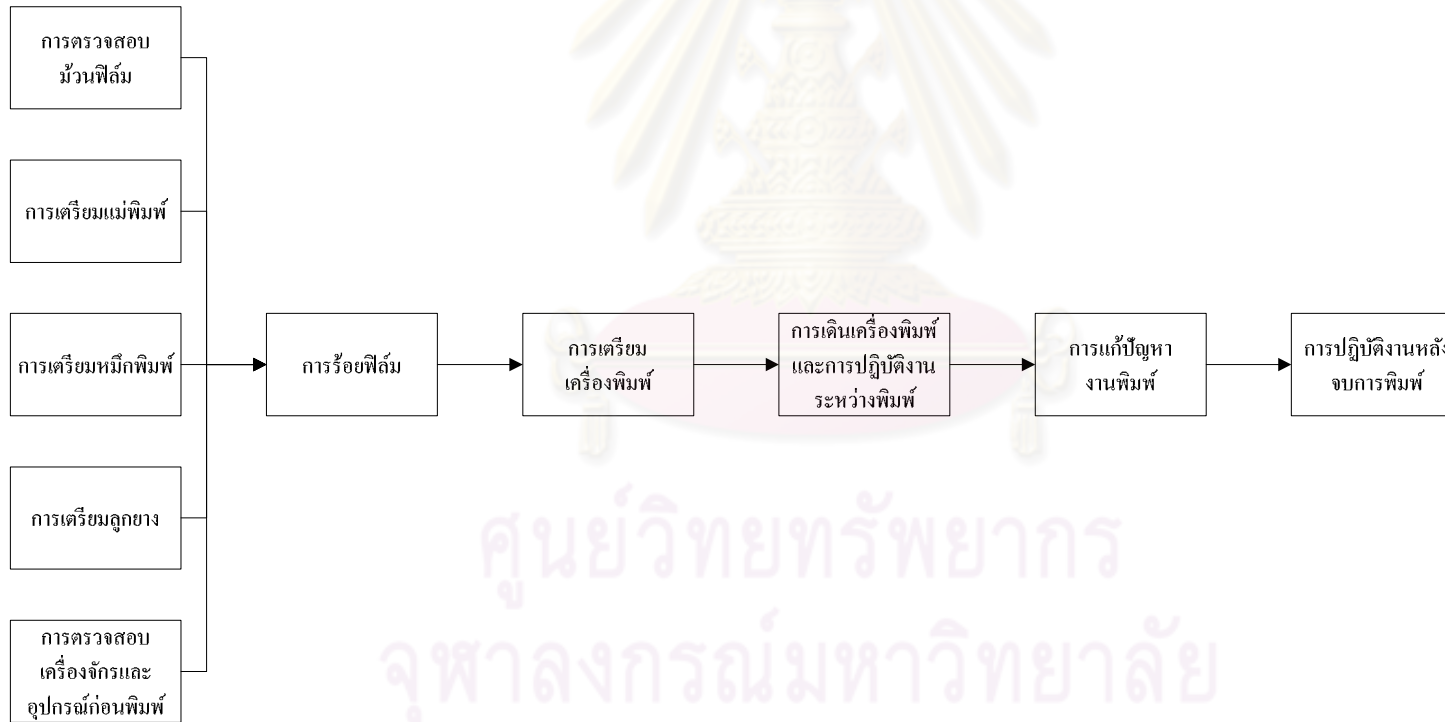 การตรวจสอบ
ม้วนฟิล์ม
การเตรียมแม่พิมพ์
การเตรียมหมึกพิมพ์
การเตรียมลูกยาง
การตรวจสอบ
เครื่องจักรและ
อุปกรณ์ก่อนพิมพ์
การร้อยฟิล์ม
การเตรียม
เครื่องพิมพ์
การเดินเครื่องพิมพ์
และการปฏิบัติงาน
ระหว่างพิมพ์
การแก้ปัญหา
งานพิมพ์
การปฏิบัติงานหลัง
จบการพิมพ์
ศูนย์วิทยทรัพยากร
จุฬาลงกรณ์มหาวิทยาลัย